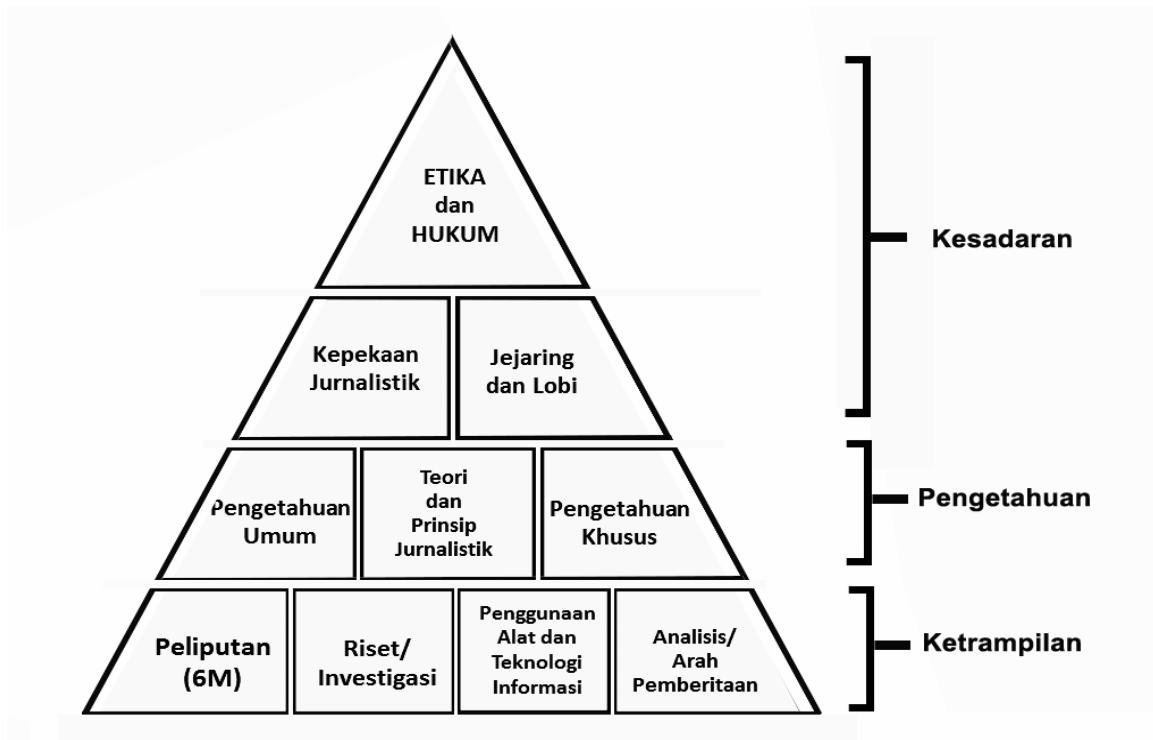 ETIKA
dan
HUKUM
Kesadaran
Kepekaan
Jurnalistik
Jejaring
dan Lobi
Pengetahuan
Umum
Teori
dan
Prinsip
Jurnalistik
Pengetahuan
Khusus
Pengetahuan
Peliputan
(6M)
Riset/
Investigasi
Penggunaan
Alat dan
Teknologi
Informasi
Analisis/
Arah
Pemberitaan
Ketrampilan